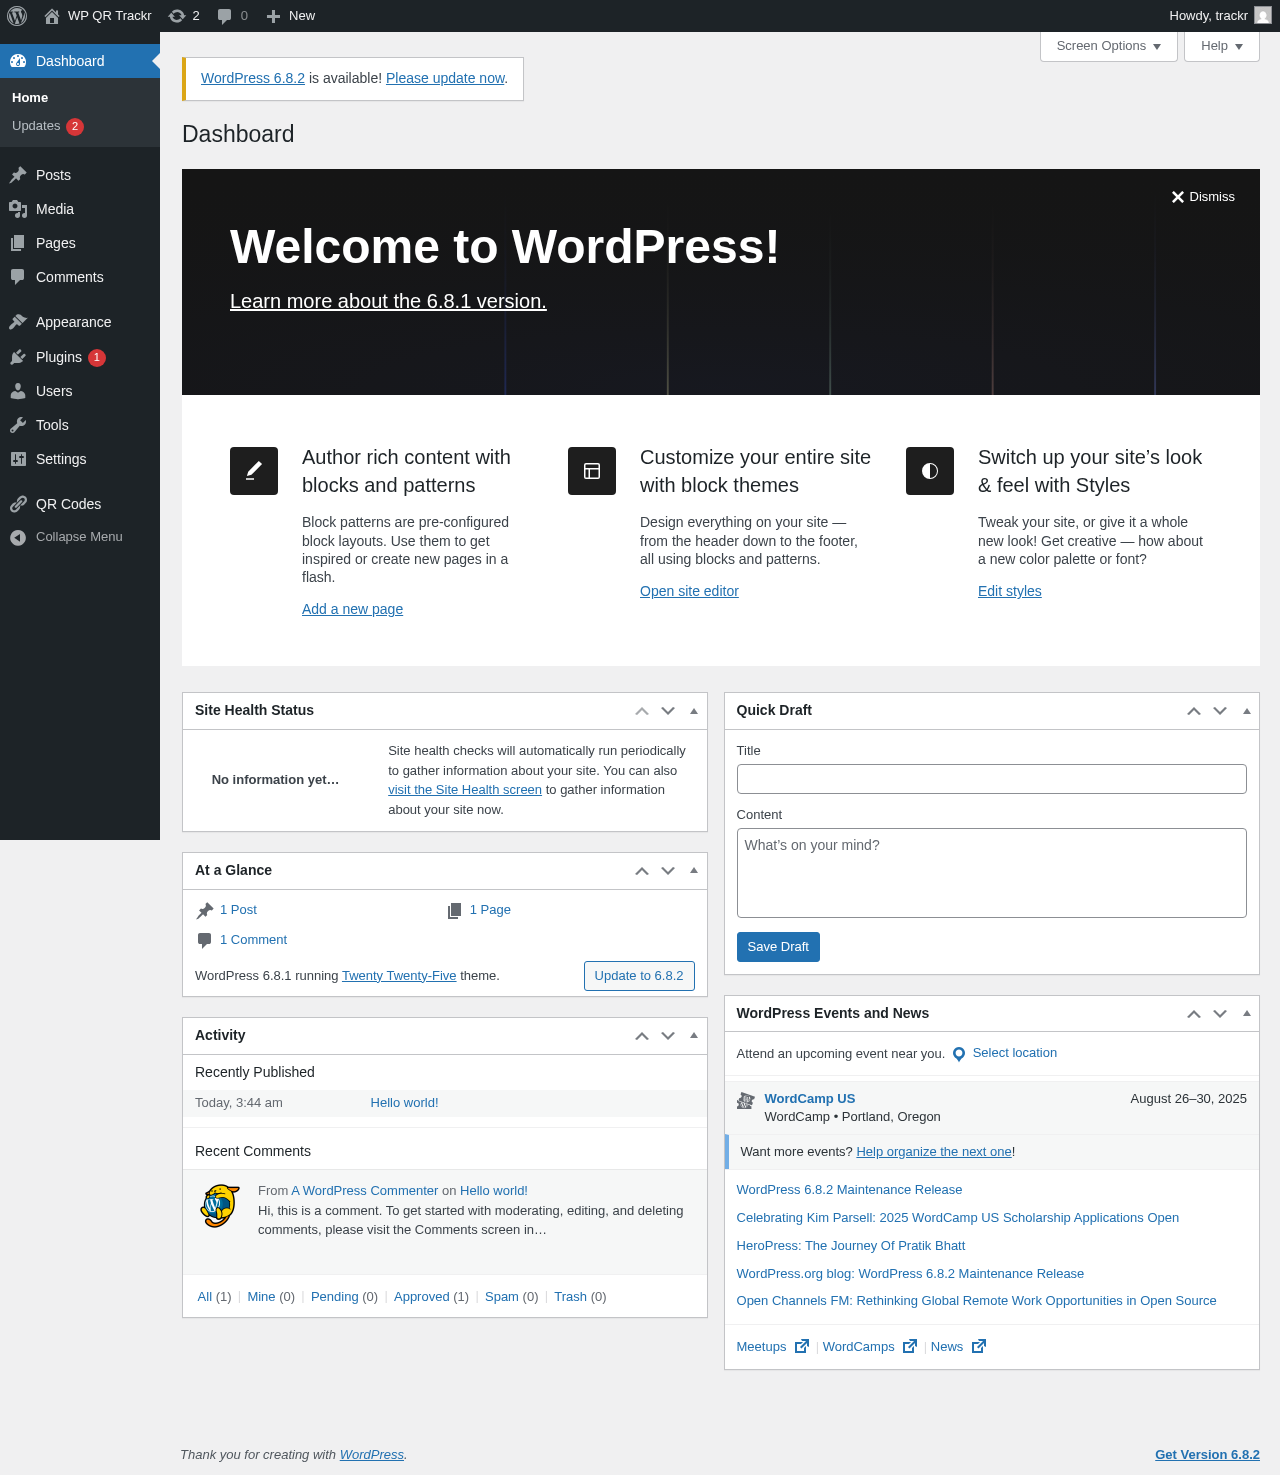 WP QR Trackr
2
0
New
Howdy, trackr
Screen Options
Help
Dashboard
Home
Updates 2
Posts
Media
Pages
Comments
Appearance
Plugins 1
Users
Tools
Settings
QR Codes
Collapse Menu
WordPress 6.8.2 is available! Please update now.
Dashboard
Dismiss
Welcome to WordPress!
Learn more about the 6.8.1 version.
Author rich content with
blocks and patterns
Block patterns are pre-configured
block layouts. Use them to get
inspired or create new pages in a
flash.
Add a new page
Customize your entire site
with block themes
Design everything on your site —
from the header down to the footer,
all using blocks and patterns.
Open site editor
Switch up your site’s look
& feel with Styles
Tweak your site, or give it a whole
new look! Get creative — how about
a new color palette or font?
Edit styles
Site Health Status
No information yet…
Site health checks will automatically run periodically
to gather information about your site. You can also
visit the Site Health screen to gather information
about your site now.
At a Glance
1 Post
1 Page
1 Comment
WordPress 6.8.1 running Twenty Twenty-Five theme.
Update to 6.8.2
Activity
Recently Published
Today, 3:44 am
Hello world!
Recent Comments
From A WordPress Commenter on Hello world!
Hi, this is a comment. To get started with moderating, editing, and deleting
comments, please visit the Comments screen in…
All (1) | Mine (0) | Pending (0) | Approved (1) | Spam (0) | Trash (0)
Quick Draft
Title
Content
What’s on your mind?
Save Draft
WordPress Events and News
Attend an upcoming event near you. Select location
WordCamp US
August 26–30, 2025
WordCamp • Portland, Oregon
Want more events? Help organize the next one!
WordPress 6.8.2 Maintenance Release
Celebrating Kim Parsell: 2025 WordCamp US Scholarship Applications Open
HeroPress: The Journey Of Pratik Bhatt
WordPress.org blog: WordPress 6.8.2 Maintenance Release
Open Channels FM: Rethinking Global Remote Work Opportunities in Open Source
Meetups | WordCamps | News
Thank you for creating with WordPress.
Get Version 6.8.2